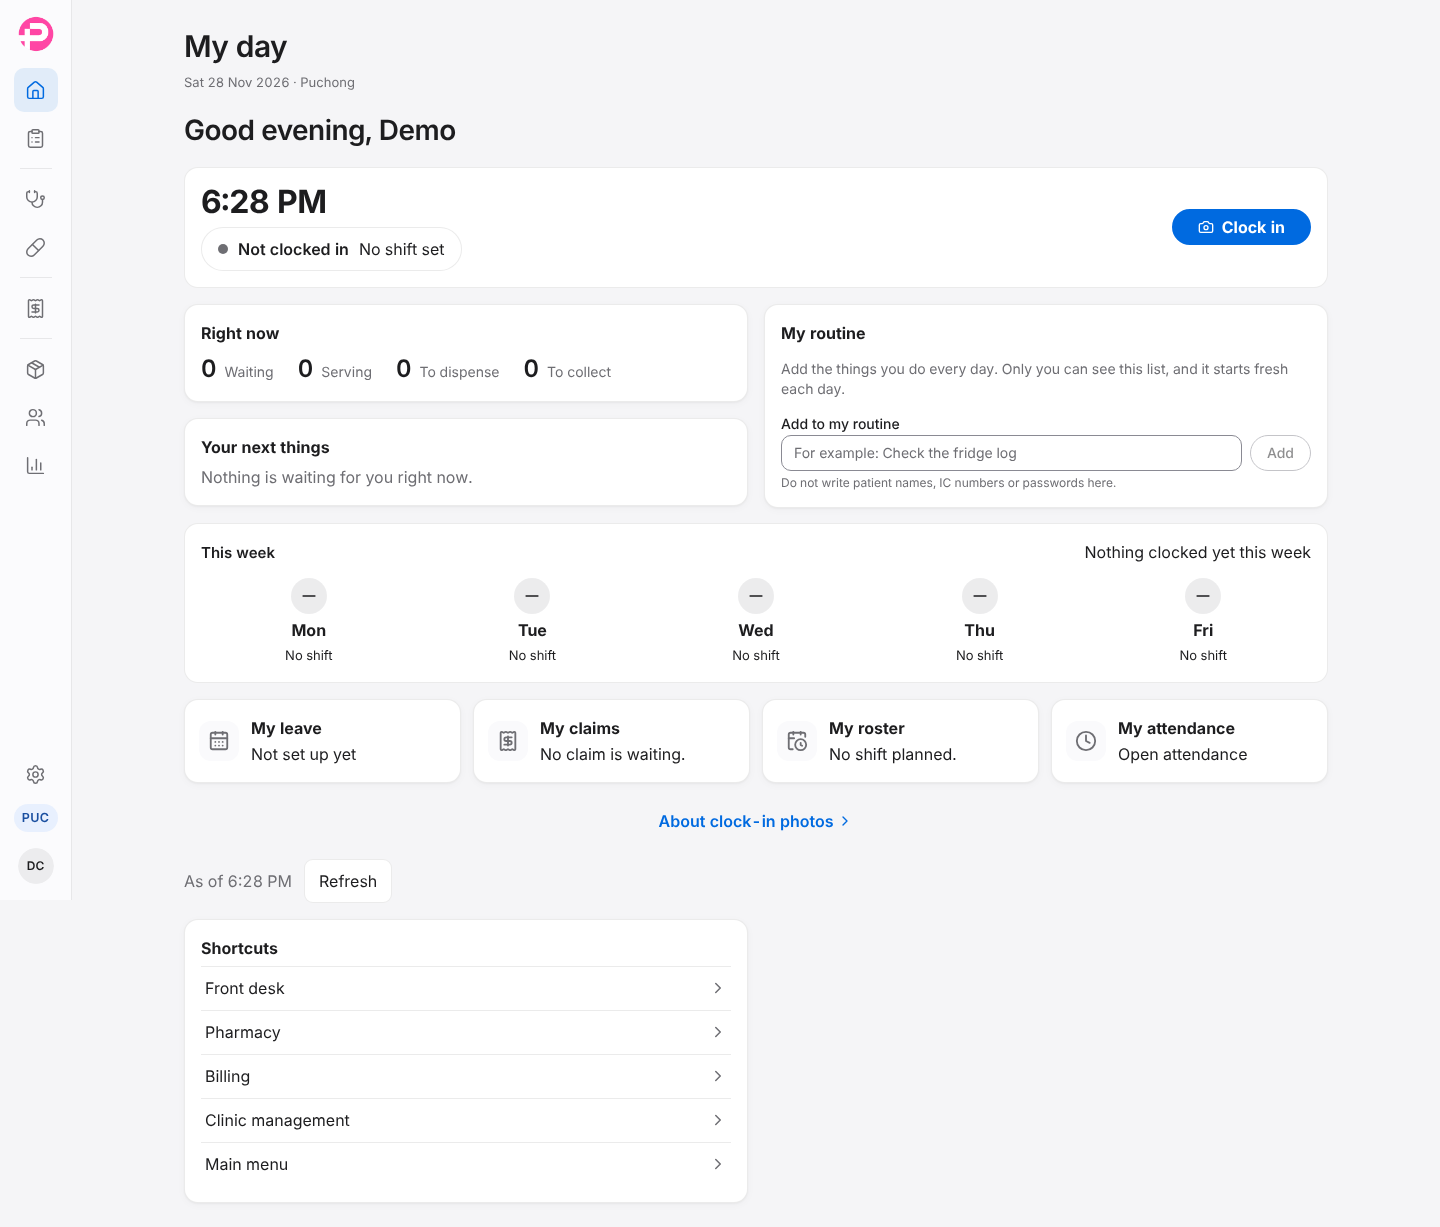 My day
Sat 28 Nov 2026 · Puchong
Good evening, Demo
6:28 PM
Not clocked in No shift set
Clock in
Right now
0 Waiting 0 Serving 0 To dispense 0 To collect
Your next things
Nothing is waiting for you right now.
My routine
Add the things you do every day. Only you can see this list, and it starts fresh
each day.
Add to my routine
For example: Check the fridge log
Add
Do not write patient names, IC numbers or passwords here.
This week
Nothing clocked yet this week
Mon
No shift
Tue
No shift
Wed
No shift
Thu
No shift
Fri
No shift
My leave
Not set up yet
My claims
No claim is waiting.
My roster
No shift planned.
My attendance
Open attendance
About clock-in photos
As of 6:28 PM
Refresh
Shortcuts
Front desk
Pharmacy
Billing
Clinic management
Main menu
PUC
DC